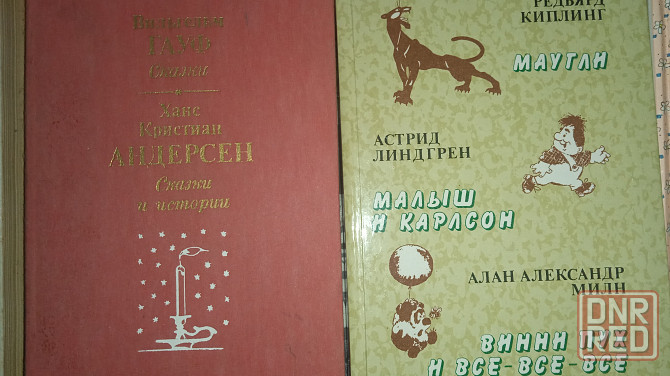 Вильгельм
ГАУФ
Сказки
Ханс
Кристиан
АНДЕРСЕН
Сказки
и истории
РЕДЬЯРД
КИПЛИНГ
МАУГЛИ
АСТРИД
ЛИНДГРЕН
МАЛЫШ
И КАРЛСОН
АЛАН АЛЕКСАНДР
МИЛН
ВИННИ ПУХ
И ВСЕ-ВСЕ-ВСЕ
DNR
RED